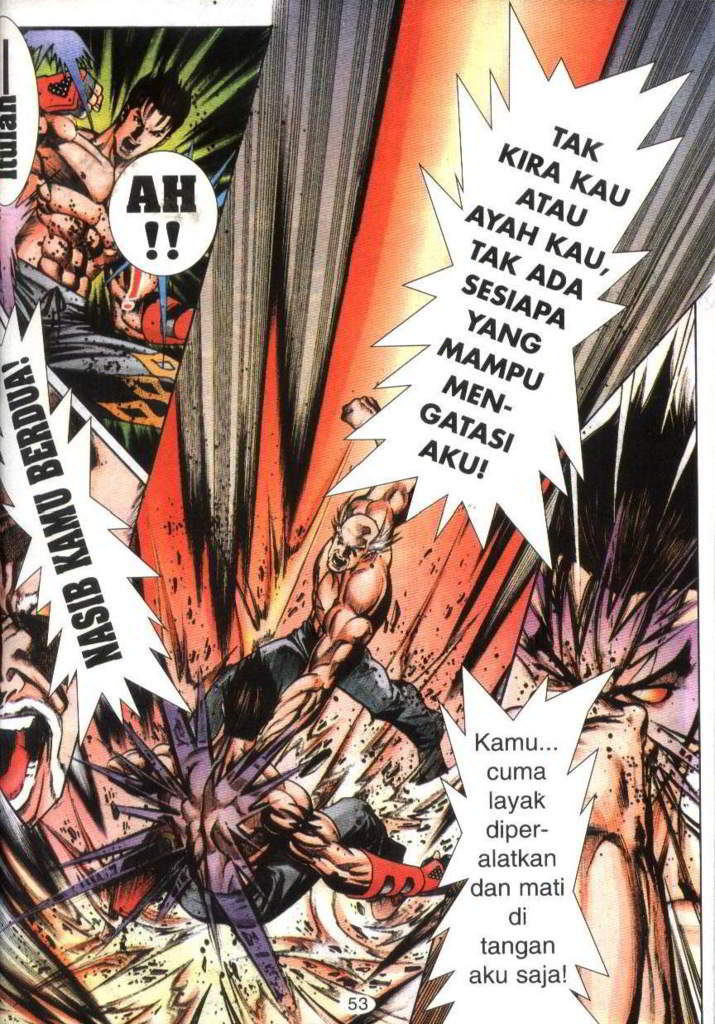 Itulah—
AH
!!
NASIB KAMU BERDUA!
TAK
KIRA KAU
ATAU
AYAH KAU,
TAK ADA
SESIAPA
YANG
MAMPU
MEN-
GATASI
AKU!
Kamu...
cuma
layak
diper-
alatkan
dan mati
di
tangan
aku saja!
53